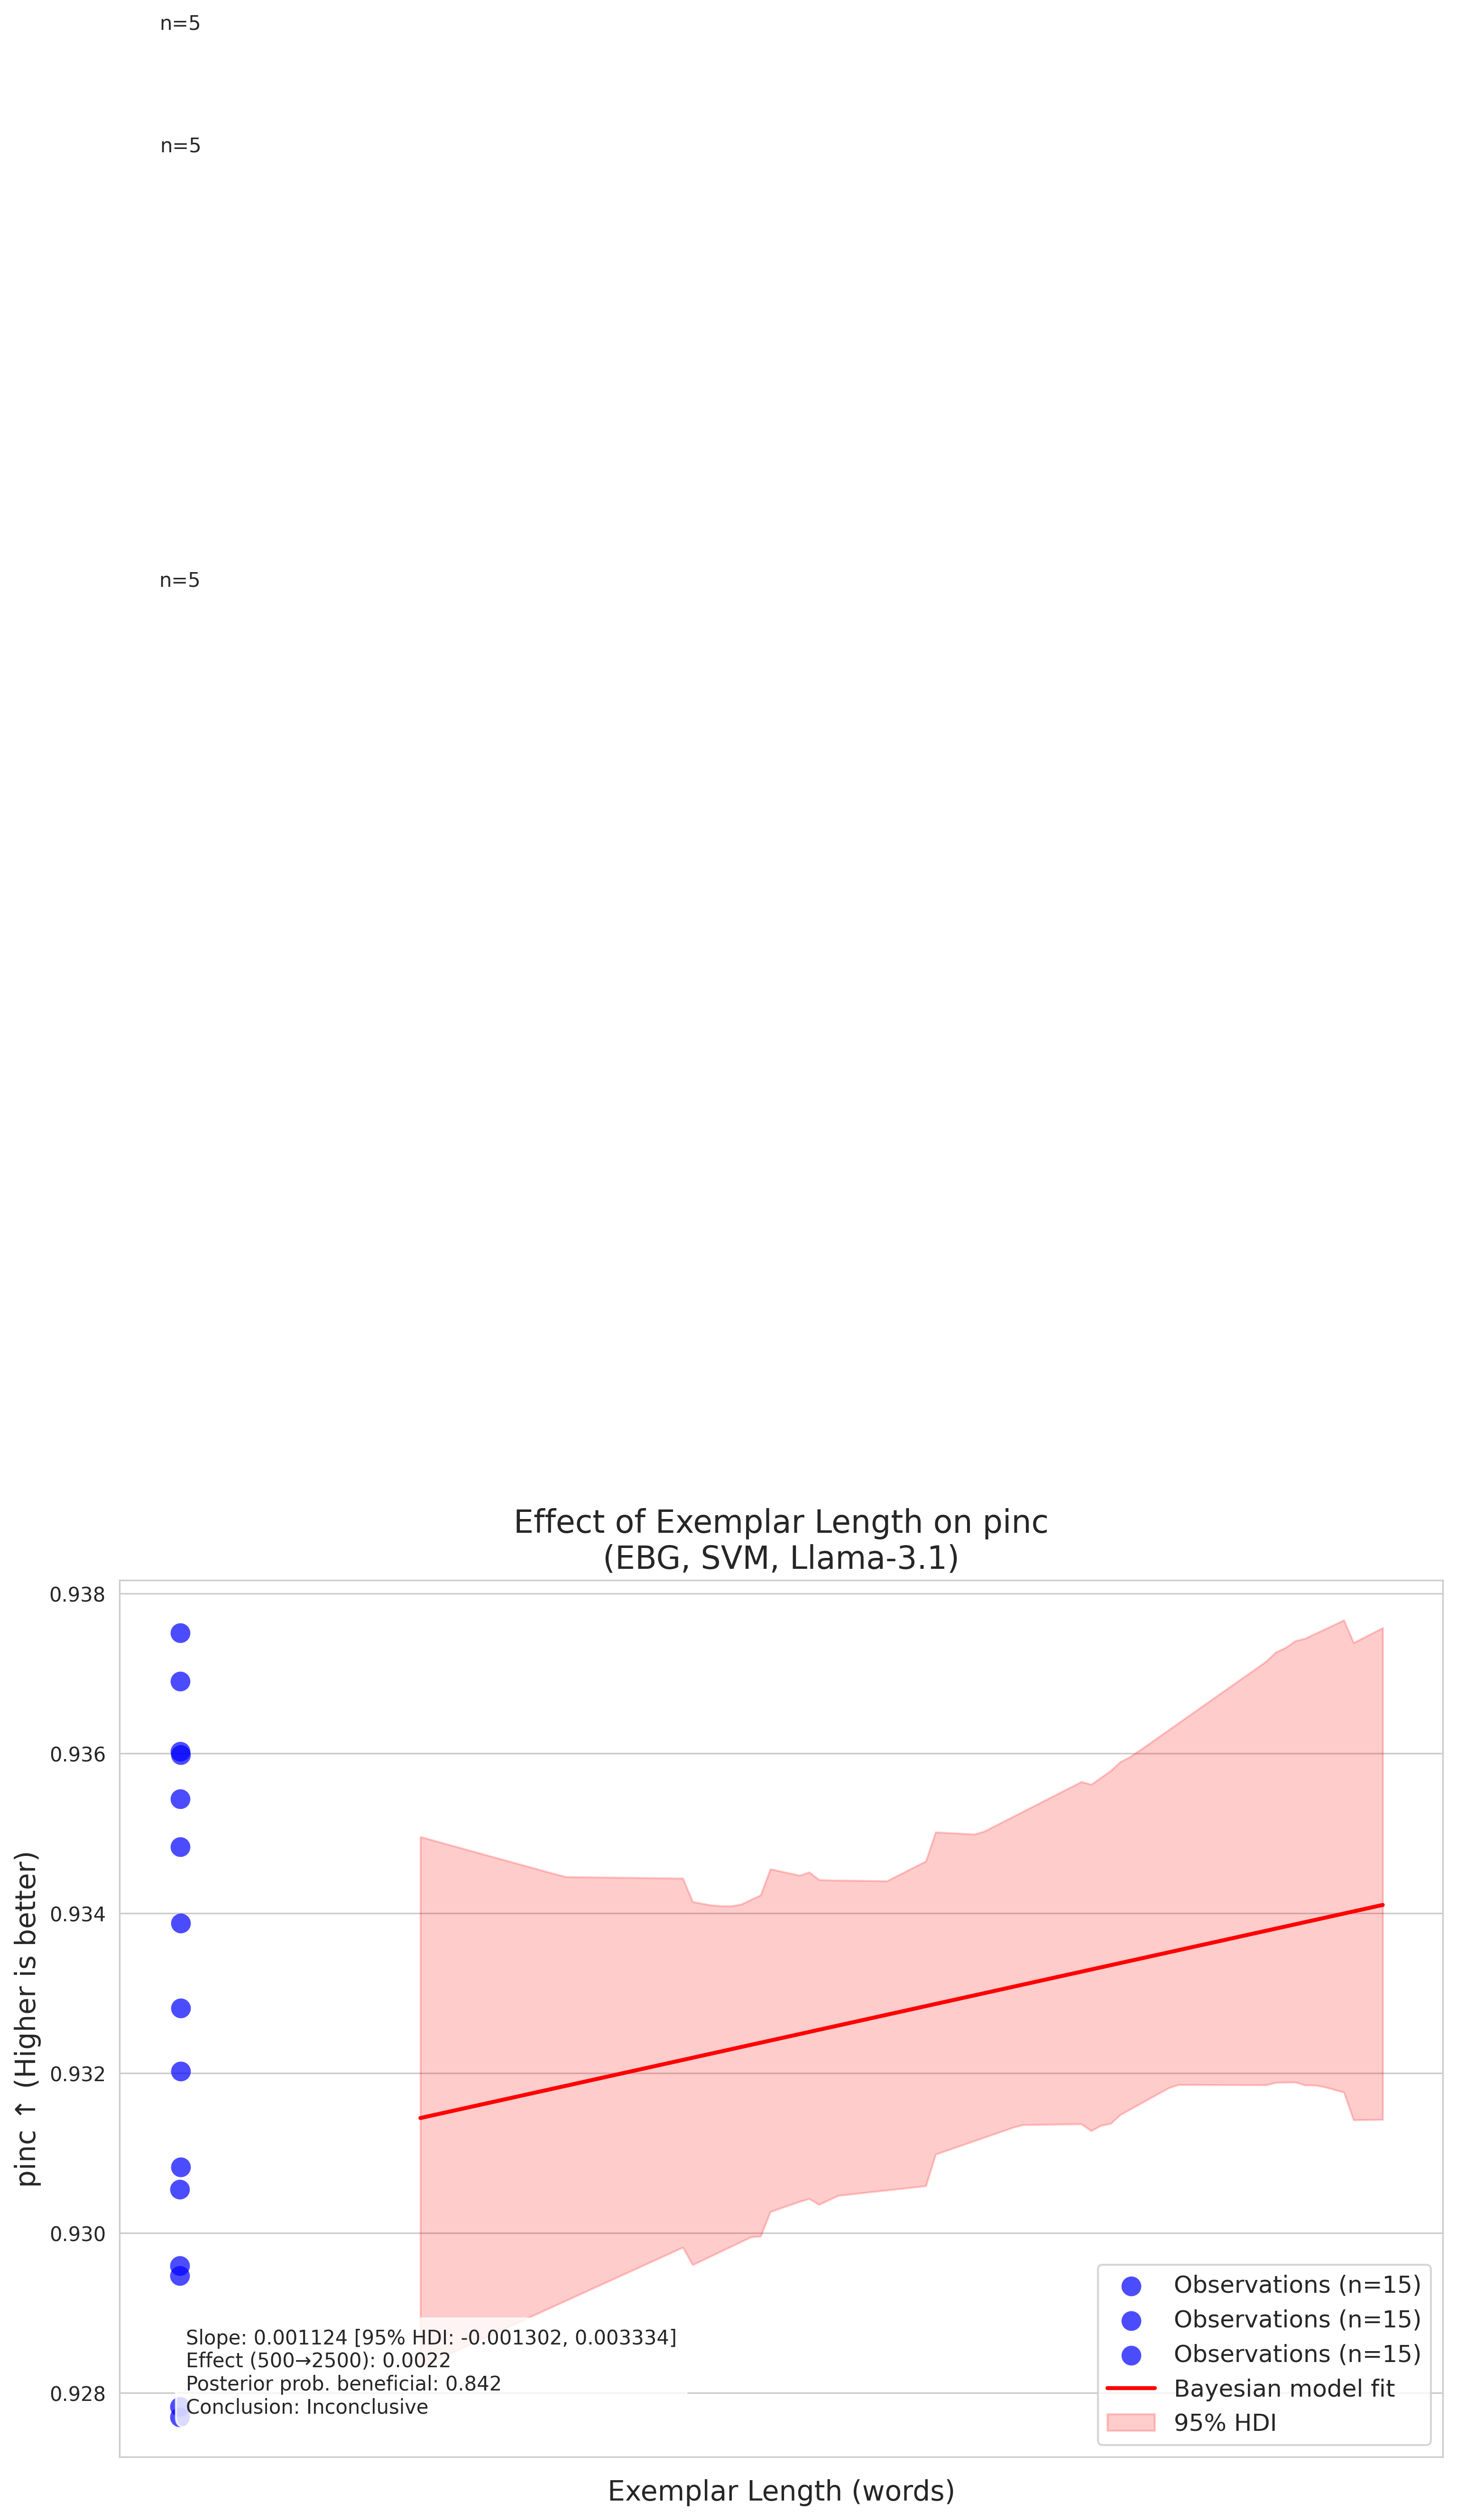 n=5
n=5
n=5
Effect of Exemplar Length on pinc
(EBG, SVM, Llama-3.1)
pinc ↑ (Higher is better)
0.938
0.936
0.934
0.932
0.930
0.928
Slope: 0.001124 [95% HDI: -0.001302, 0.003334]
Effect (500→2500): 0.0022
Posterior prob. beneficial: 0.842
Conclusion: Inconclusive
Observations (n=15)
Observations (n=15)
Observations (n=15)
Bayesian model fit
95% HDI
Exemplar Length (words)